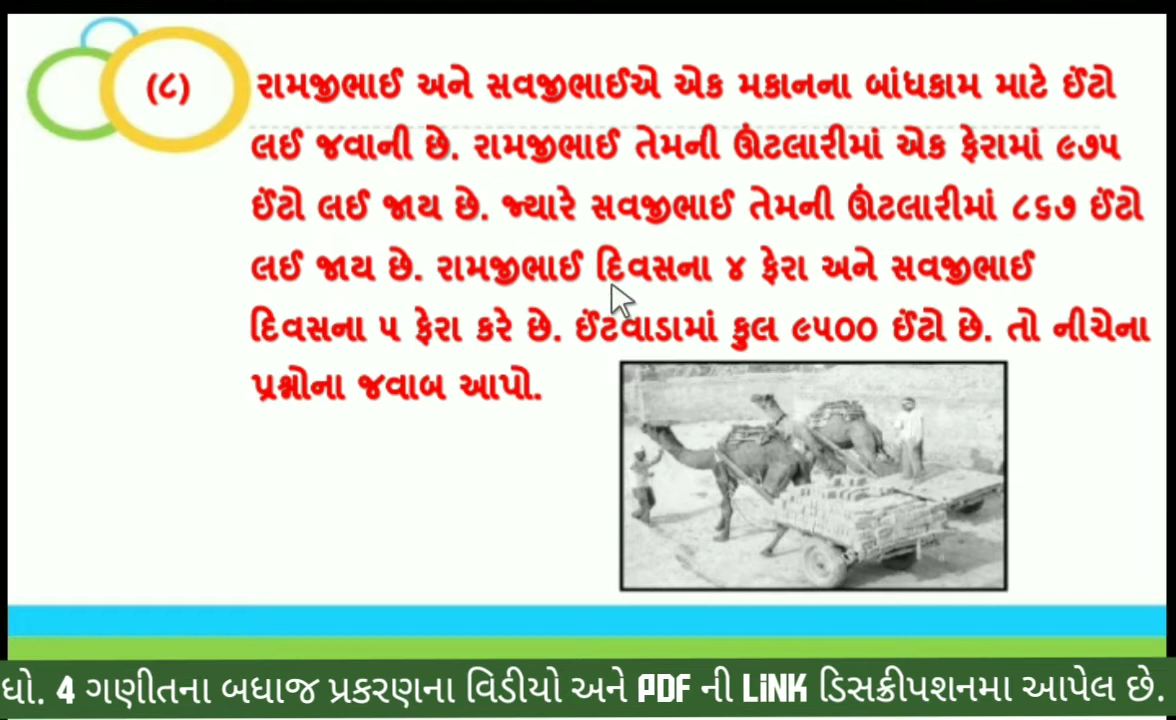 (૮) રામજીભાઈ અને સવજીભાઈએ એક મકાનના બાંધકામ માટે ઈંટો
લઈ જવાની છે. રામજીભાઈ તેમની ઊંટલારીમાં એક ફેરામાં ૯૭૫
ઈંટો લઈ જાય છે. જ્યારે સવજીભાઈ તેમની ઊંટલારીમાં ૮૬૭ ઈંટો
લઈ જાય છે. રામજીભાઈ દિવસના ૪ ફેરા અને સવજીભાઈ
દિવસના ૫ ફેરા કરે છે. ઈંટવાડામાં કુલ ૯૫૦૦ ઈંટો છે. તો નીચેના
પ્રશ્નોના જવાબ આપો.
ધો. 4 ગણીતના બધાજ પ્રકરણના વિડીયો અને PDF ની LiNK ડિસક્રીપશનમા આપેલ છે.